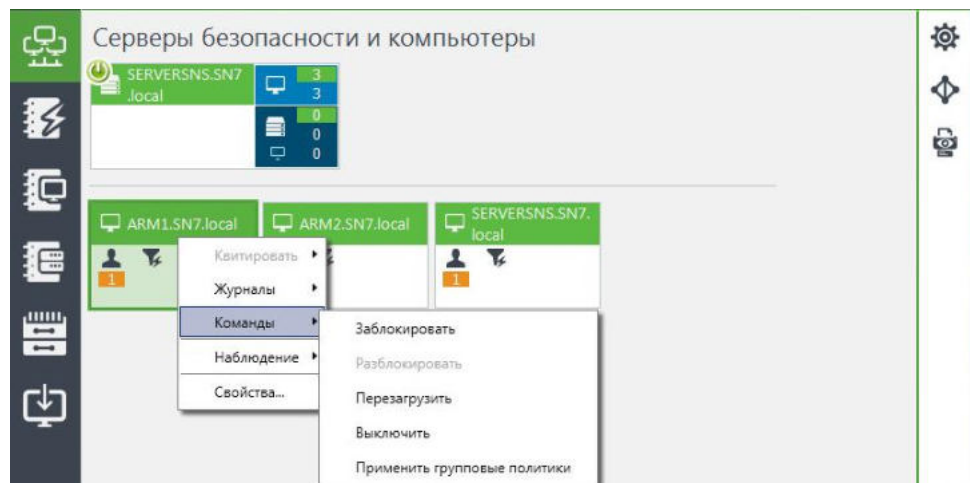 Серверы безопасности и компьютеры
SERVERSNS.SN7
.local
3
3
0
0
0
ARM1.SN7.local
ARM2.SN7.local
SERVERSNS.SN7.
local
1
1
Квитировать
Журналы
Команды
Наблюдение
Свойства...
Заблокировать
Разблокировать
Перезагрузить
Выключить
Применить групповые политики